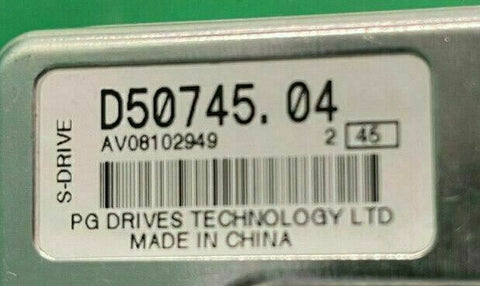 S-DRIVE
D50745.04
AV08102949 2 45
PG DRIVES TECHNOLOGY LTD
MADE IN CHINA